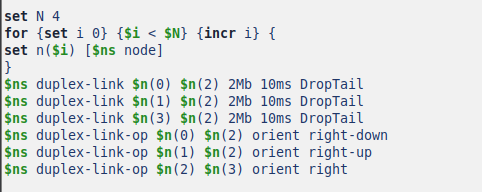 set N 4
for {set i 0} {$i < $N} {incr i} {
set n($i) [$ns node]
}
$ns duplex-link $n(0) $n(2) 2Mb 10ms DropTail
$ns duplex-link $n(1) $n(2) 2Mb 10ms DropTail
$ns duplex-link $n(3) $n(2) 2Mb 10ms DropTail
$ns duplex-link-op $n(0) $n(2) orient right-down
$ns duplex-link-op $n(1) $n(2) orient right-up
$ns duplex-link-op $n(2) $n(3) orient right